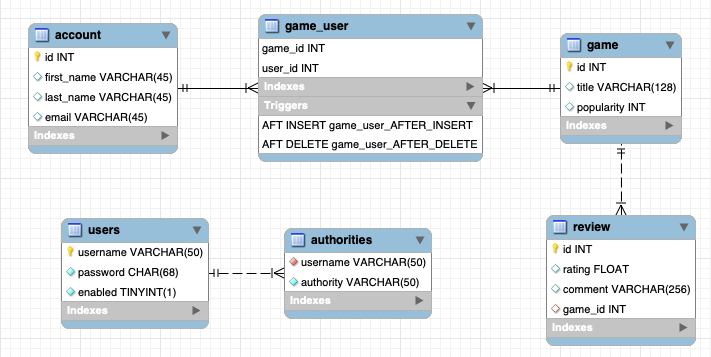 account
id INT
first_name VARCHAR(45)
last_name VARCHAR(45)
email VARCHAR(45)
Indexes
game_user
game_id INT
user_id INT
Indexes
Triggers
AFT INSERT game_user_AFTER_INSERT
AFT DELETE game_user_AFTER_DELETE
game
id INT
title VARCHAR(128)
popularity INT
Indexes
users
username VARCHAR(50)
password CHAR(68)
enabled TINYINT(1)
Indexes
authorities
username VARCHAR(50)
authority VARCHAR(50)
Indexes
review
id INT
rating FLOAT
comment VARCHAR(256)
game_id INT
Indexes